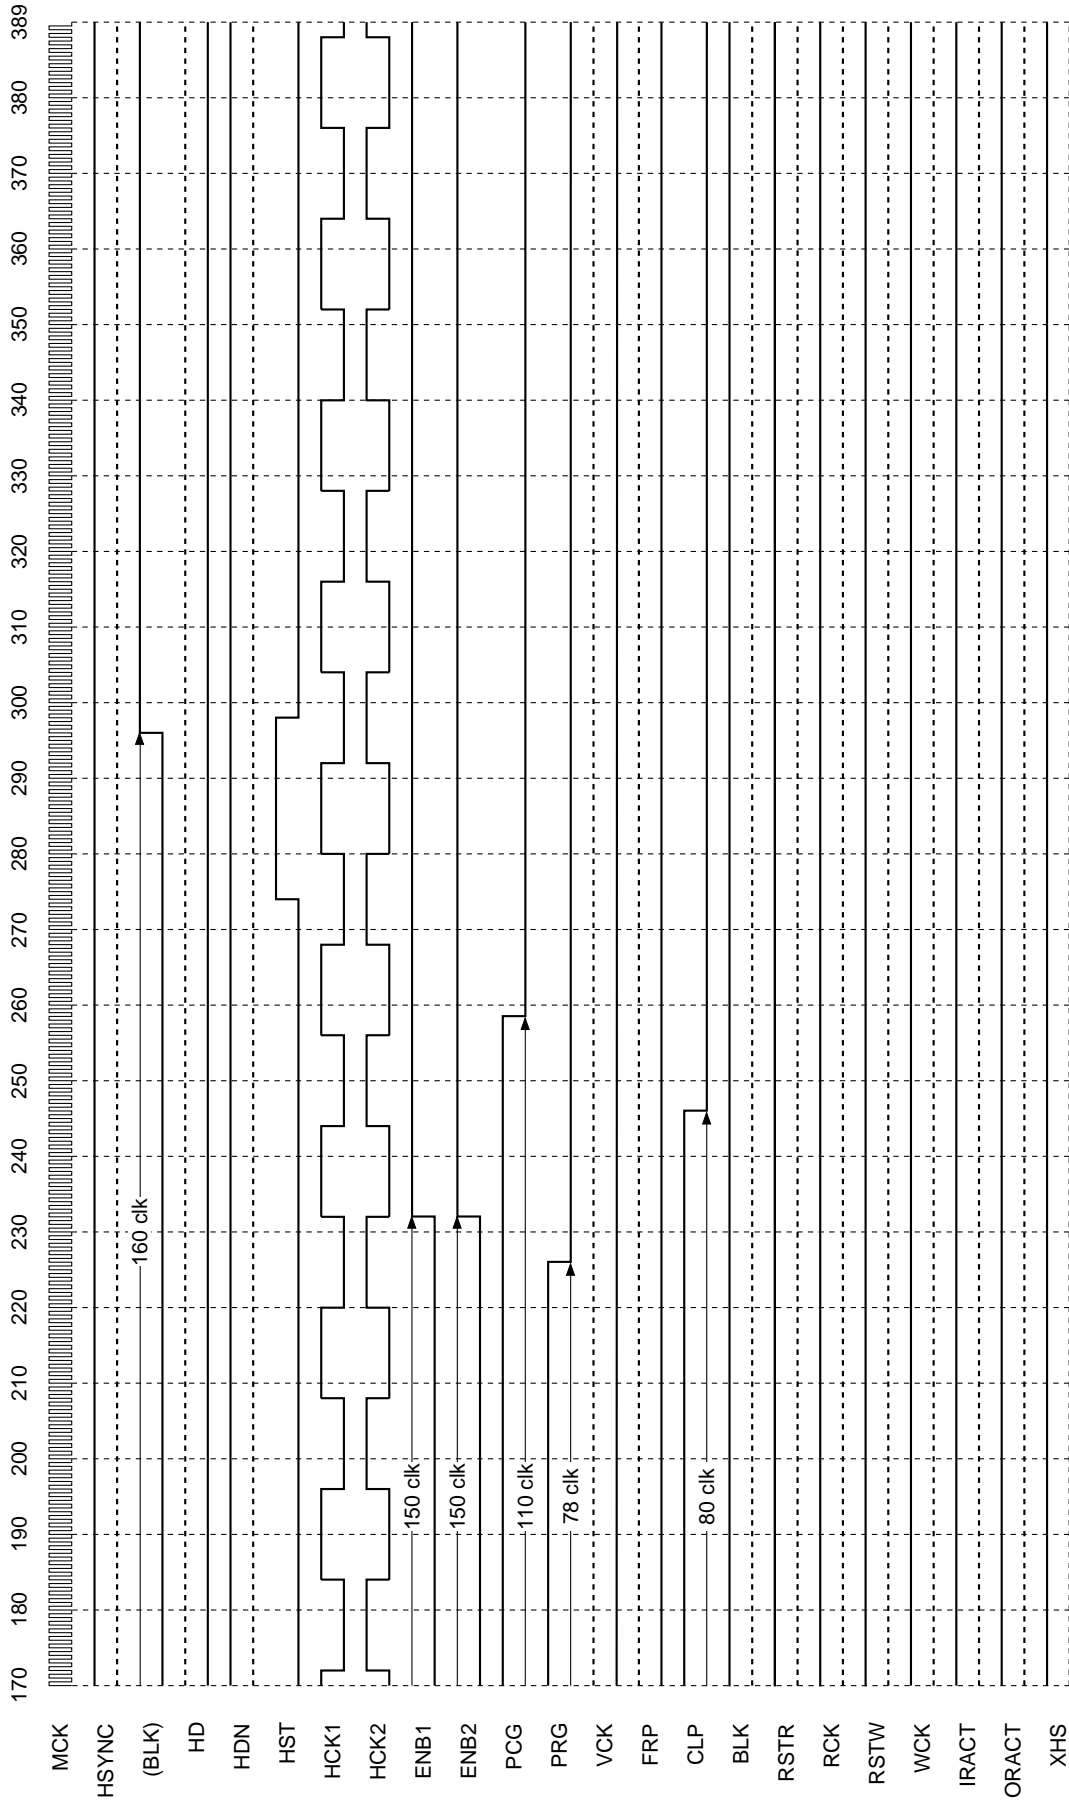 170 180 190 200 210 220 230 240 250 260 270 280 290 300 310 320 330 340 350 360 370 380 389
MCK
HSYNC
(BLK) 160 clk
HD
HDN
HST
HCK1
HCK2
ENB1 150 clk
ENB2 150 clk
PCG 110 clk
PRG 78 clk
VCK
FRP
CLP 80 clk
BLK
RSTR
RCK
RSTW
WCK
IRACT
ORACT
XHS